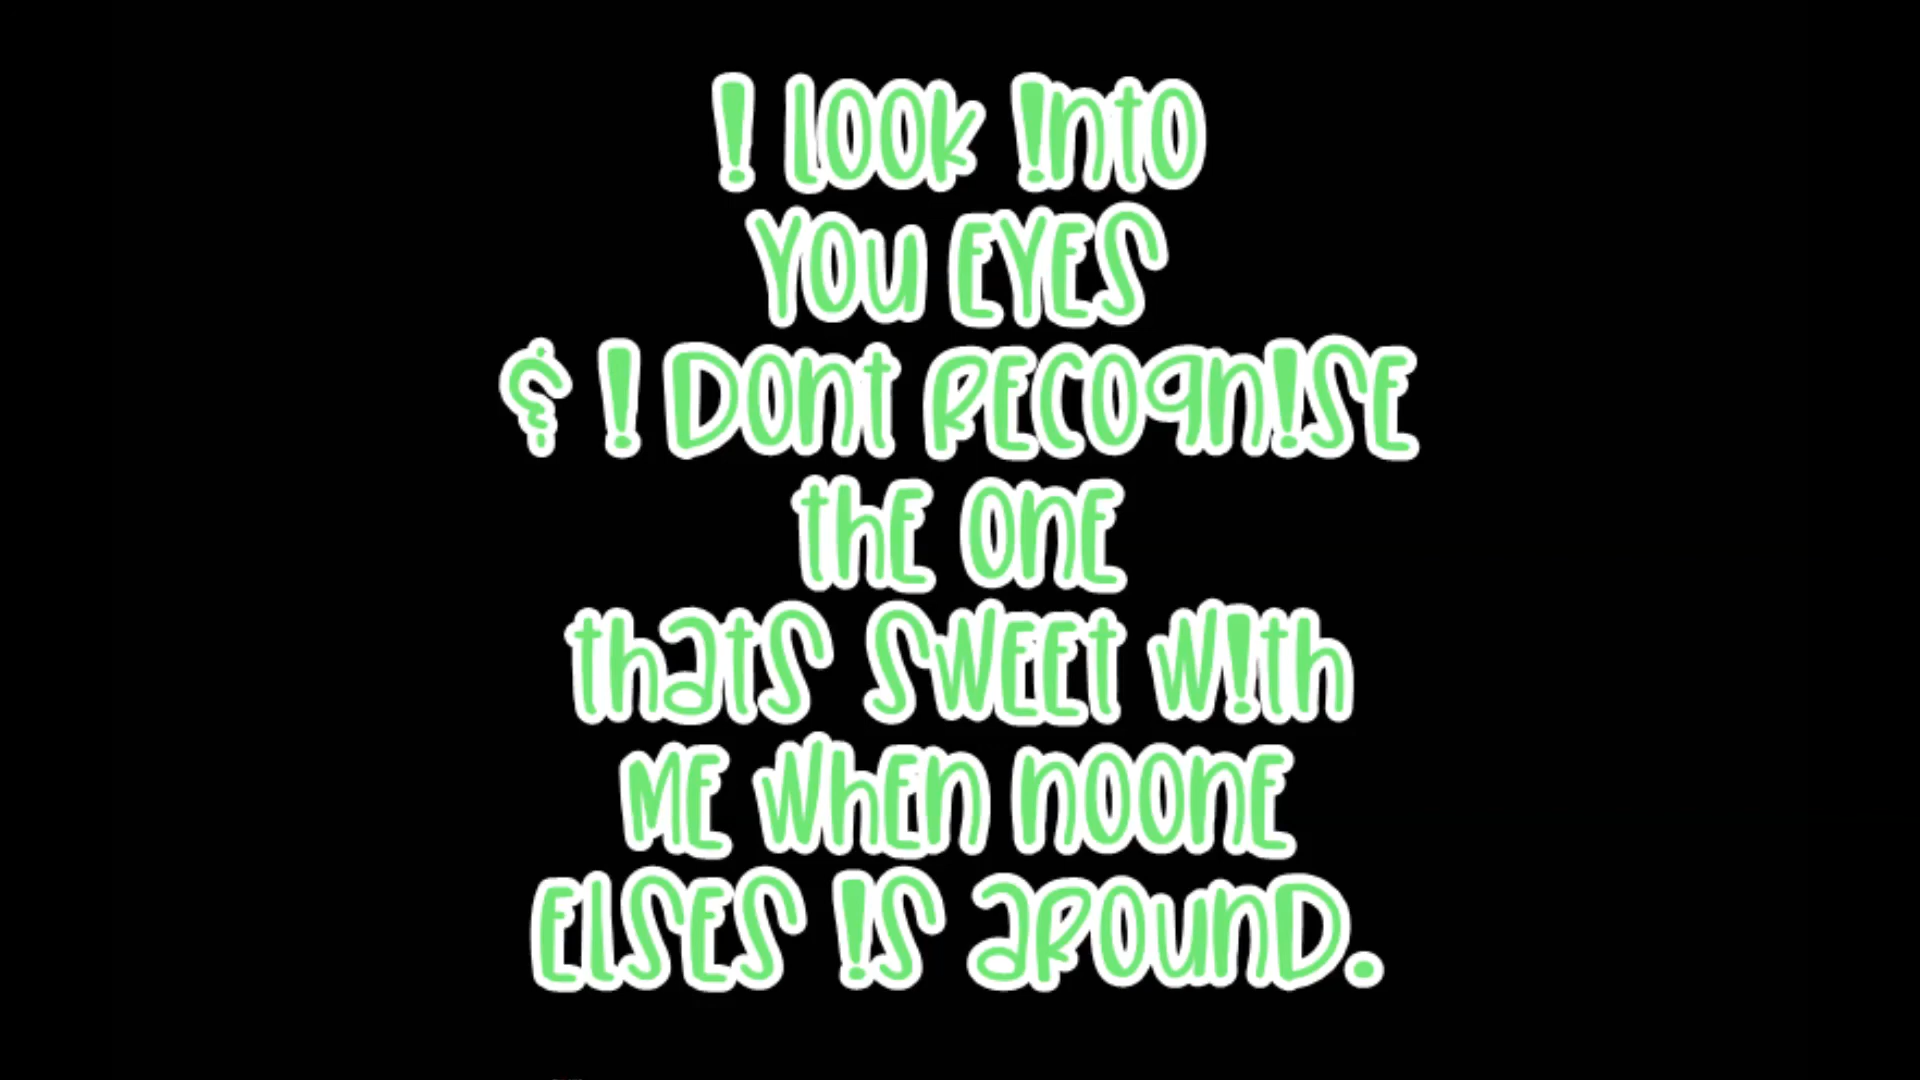 ! look !nto
you EyEs
& ! Dont REcogn!sE
thE onE
thats swEEt w!th
ME whEn noonE
ElsEs !s aRounD.